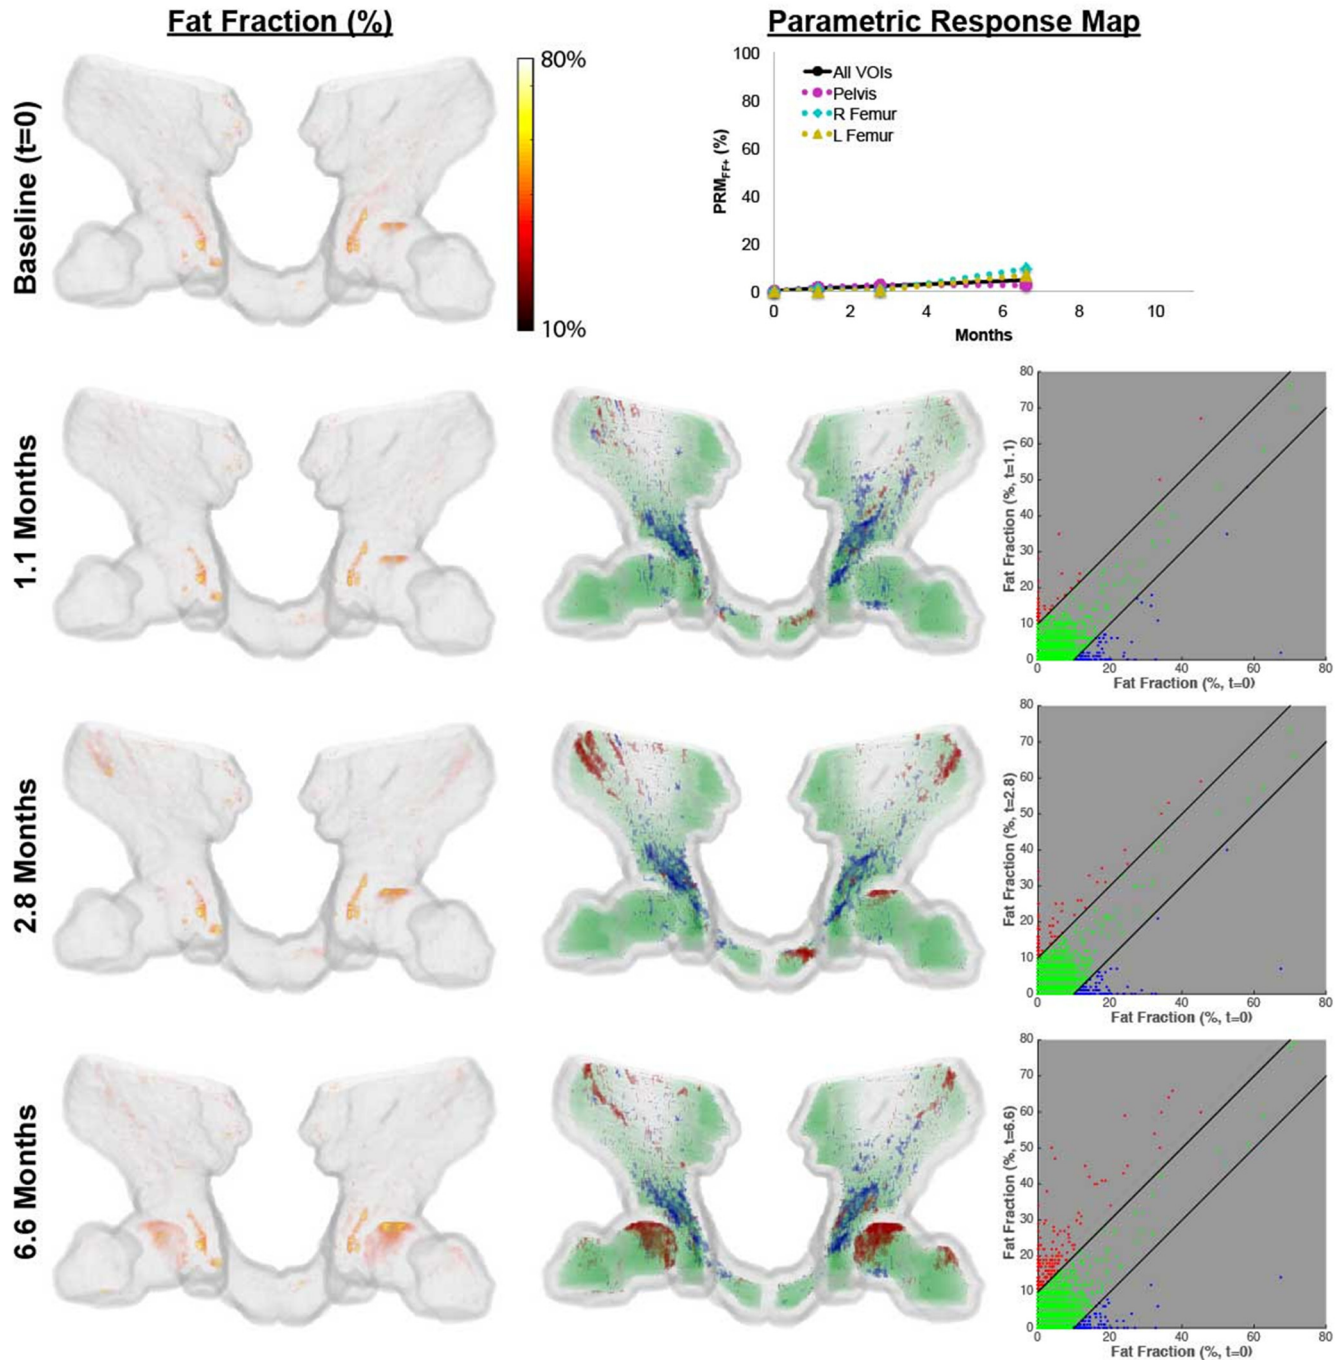 Fat Fraction (%)
Parametric Response Map
Baseline (t=0)
80%
10%
100
80
60
40
20
0
PRM_FF+ (%)
All VOIs
Pelvis
R Femur
L Femur
0 2 4 6 8 10
Months
1.1 Months
80
70
60
50
40
30
20
10
0
Fat Fraction (%, t=1.1)
0 20 40 60 80
Fat Fraction (%, t=0)
2.8 Months
80
70
60
50
40
30
20
10
0
Fat Fraction (%, t=2.8)
0 20 40 60 80
Fat Fraction (%, t=0)
6.6 Months
80
70
60
50
40
30
20
10
0
Fat Fraction (%, t=6.6)
0 20 40 60 80
Fat Fraction (%, t=0)